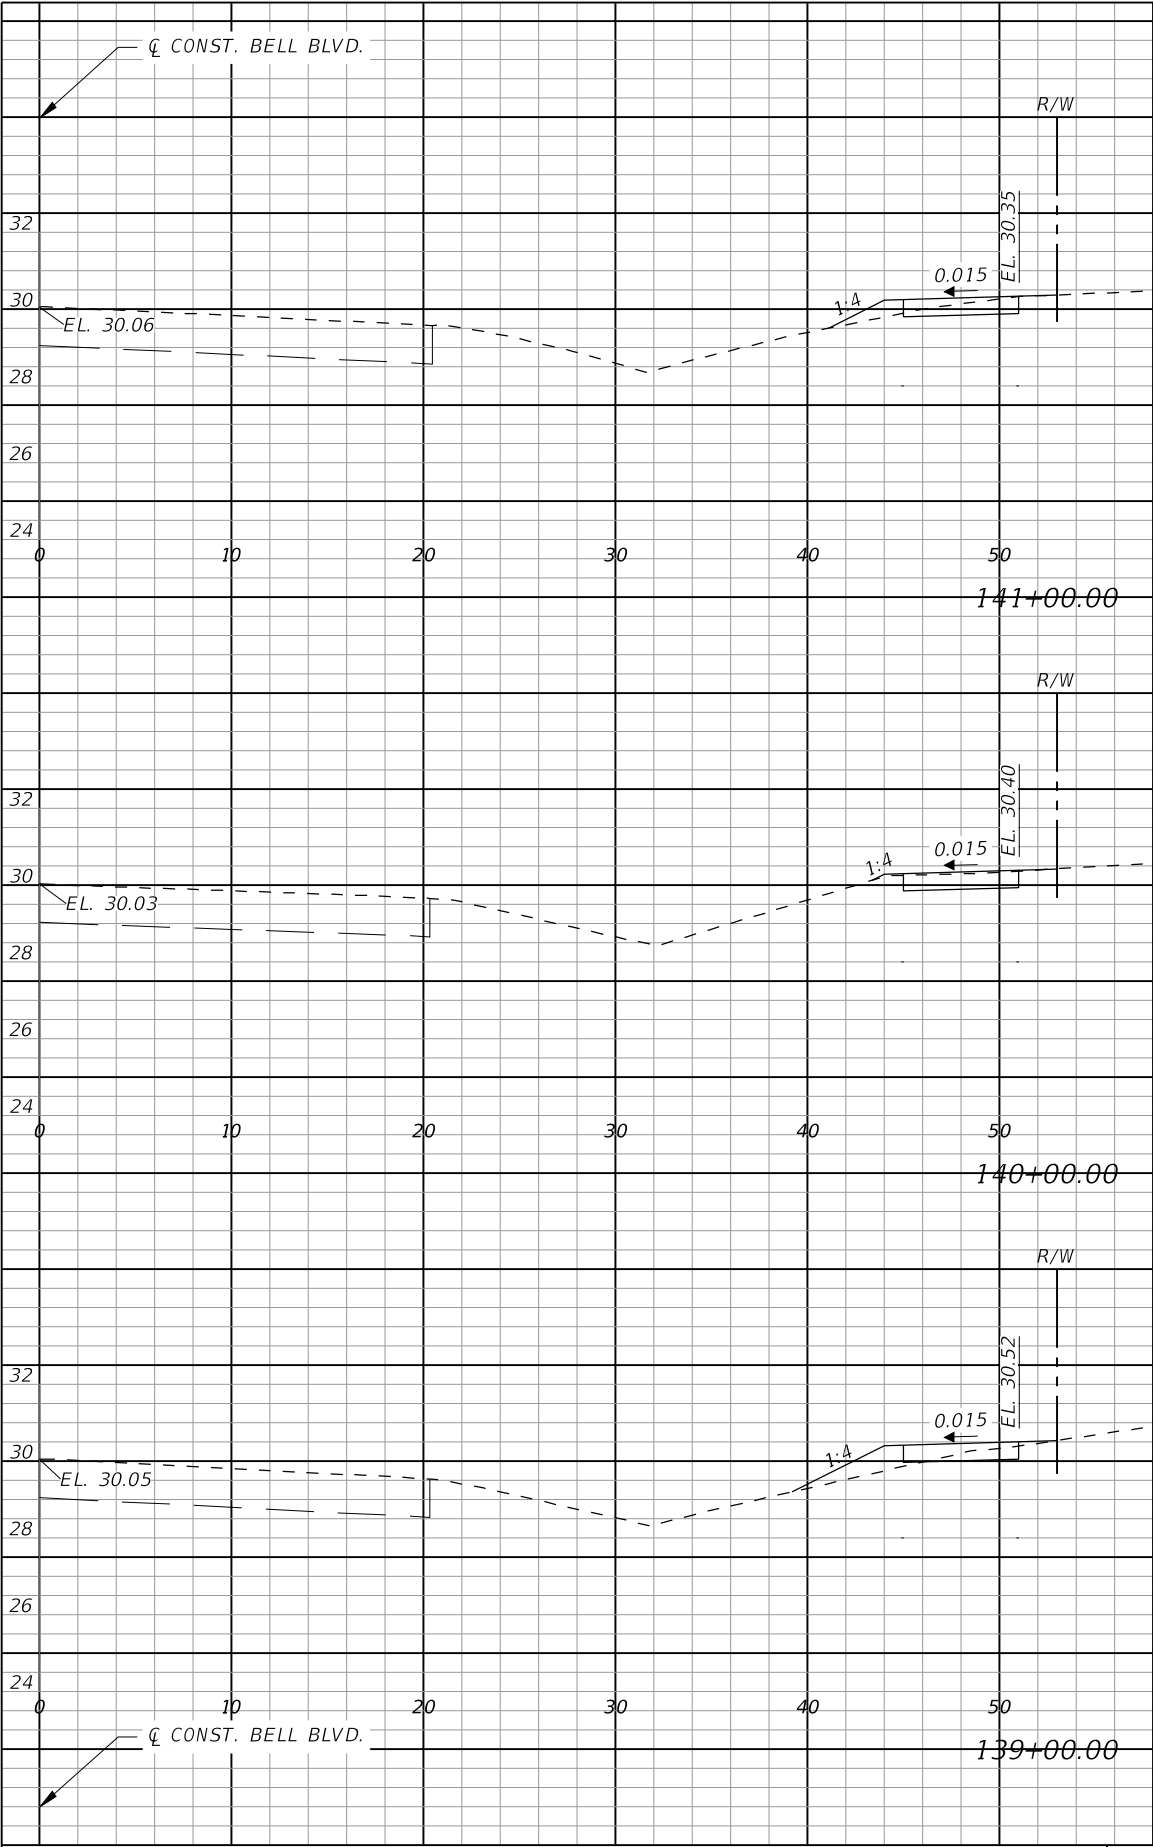 ℄ CONST. BELL BLVD.
R/W
32
EL. 30.35
0.015
1:4
30
EL. 30.06
28
26
24
0 10 20 30 40 50
141+00.00
R/W
32
EL. 30.40
0.015
1:4
30
EL. 30.03
28
26
24
0 10 20 30 40 50
140+00.00
R/W
32
EL. 30.52
0.015
1:4
30
EL. 30.05
28
26
24
0 10 20 30 40 50
℄ CONST. BELL BLVD.
139+00.00